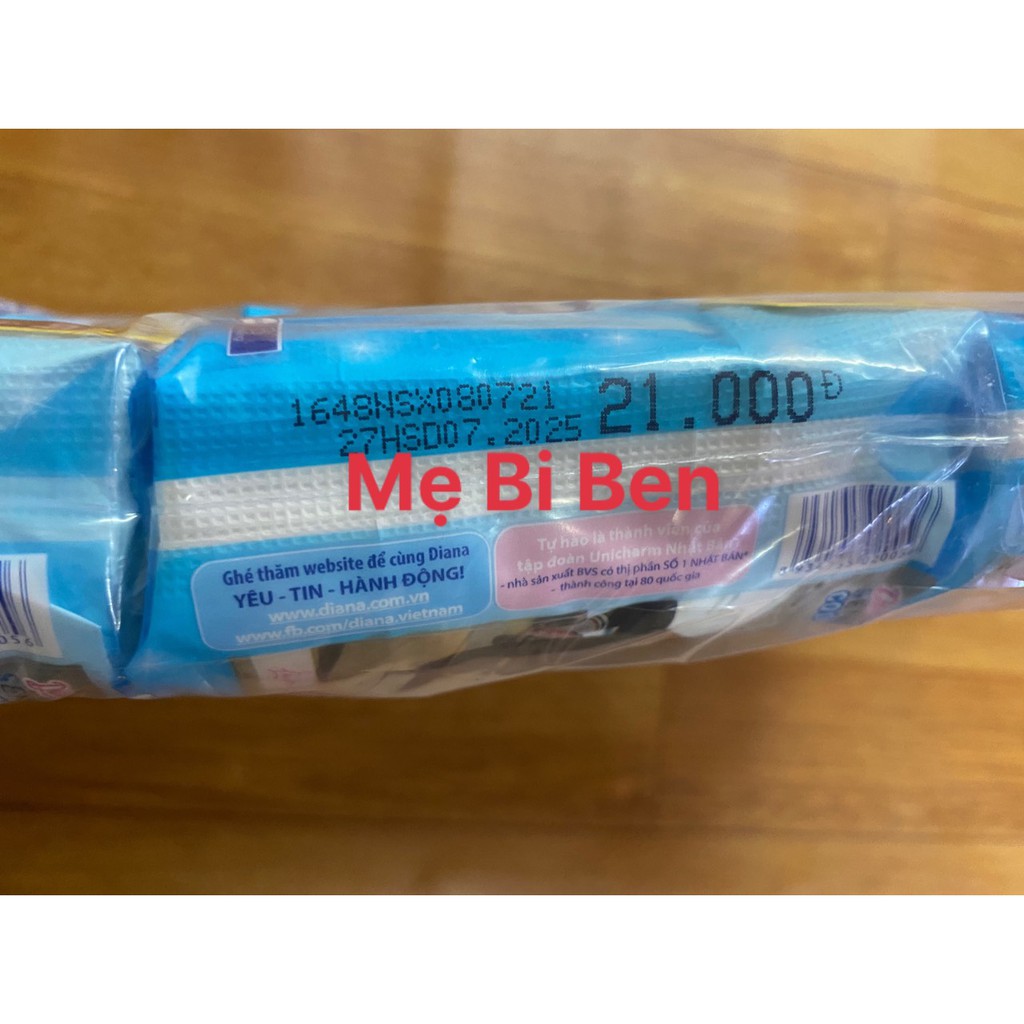 1648NSX080721
21.000Đ
27HSD07.2025
Mẹ Bi Ben
Ghé thăm website để cùng Diana
YÊU - TIN - HÀNH ĐỘNG!
www.diana.com.vn
www.fb.com/diana.vietnam
Tự hào là thành viên của
tập đoàn Unicharm Nhật Bản
- nhà sản xuất BVS có thị phần SỐ 1 NHẬT BẢN*
- thành công tại 80 quốc gia